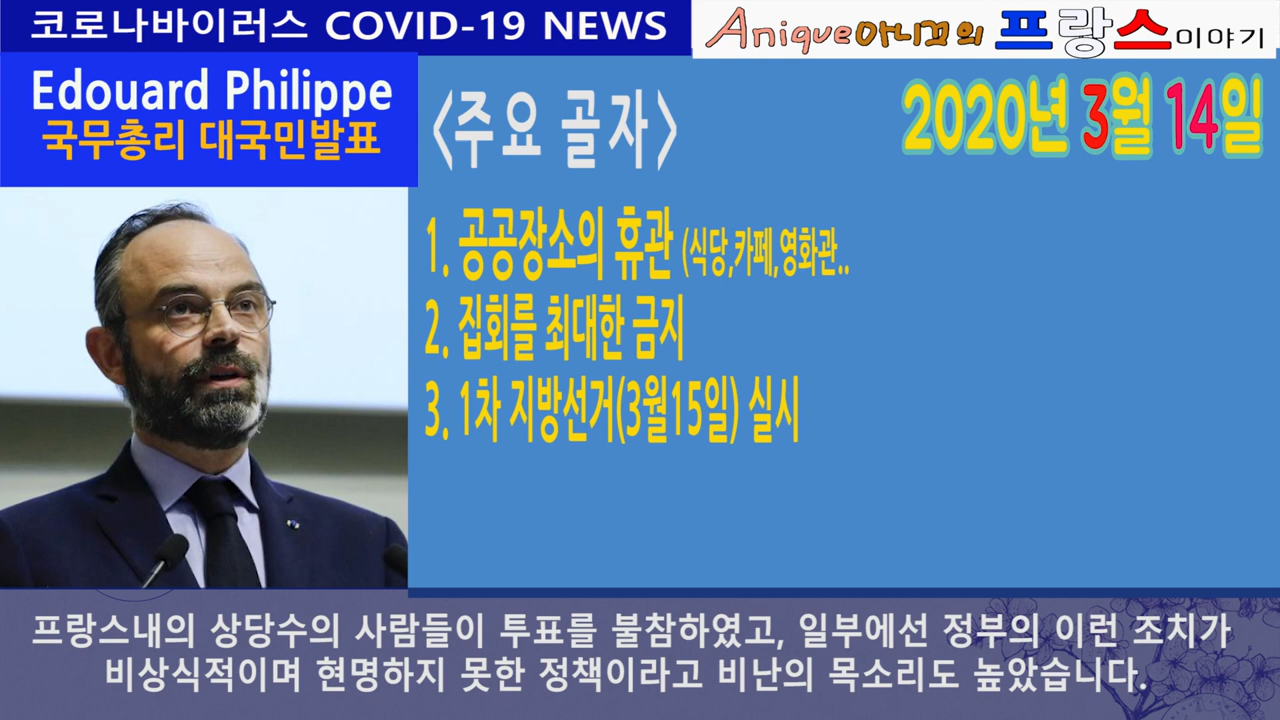 코로나바이러스 COVID-19 NEWS
Anique아니끄의 프랑스이야기
Edouard Philippe
국무총리 대국민발표
<주요 골자>
2020년 3월 14일
1. 공공장소의 휴관 (식당,카페,영화관..
2. 집회를 최대한 금지
3. 1차 지방선거(3월15일) 실시
프랑스내의 상당수의 사람들이 투표를 불참하였고, 일부에선 정부의 이런 조치가
비상식적이며 현명하지 못한 정책이라고 비난의 목소리도 높았습니다.